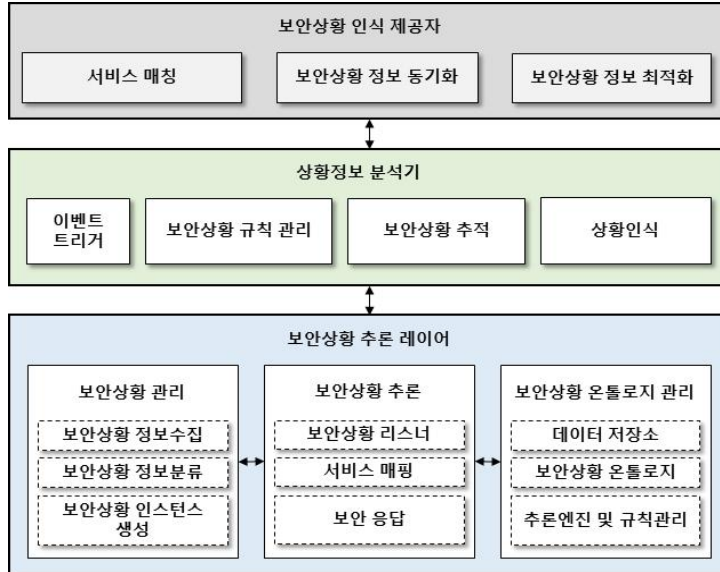 보안상황 인식 제공자
서비스 매칭
보안상황 정보 동기화
보안상황 정보 최적화
상황정보 분석기
이벤트
트리거
보안상황 규칙 관리
보안상황 추적
상황인식
보안상황 추론 레이어
보안상황 관리
보안상황 정보수집
보안상황 정보분류
보안상황 인스턴스
생성
보안상황 추론
보안상황 리스너
서비스 매핑
보안 응답
보안상황 온톨로지 관리
데이터 저장소
보안상황 온톨로지
추론엔진 및 규칙관리